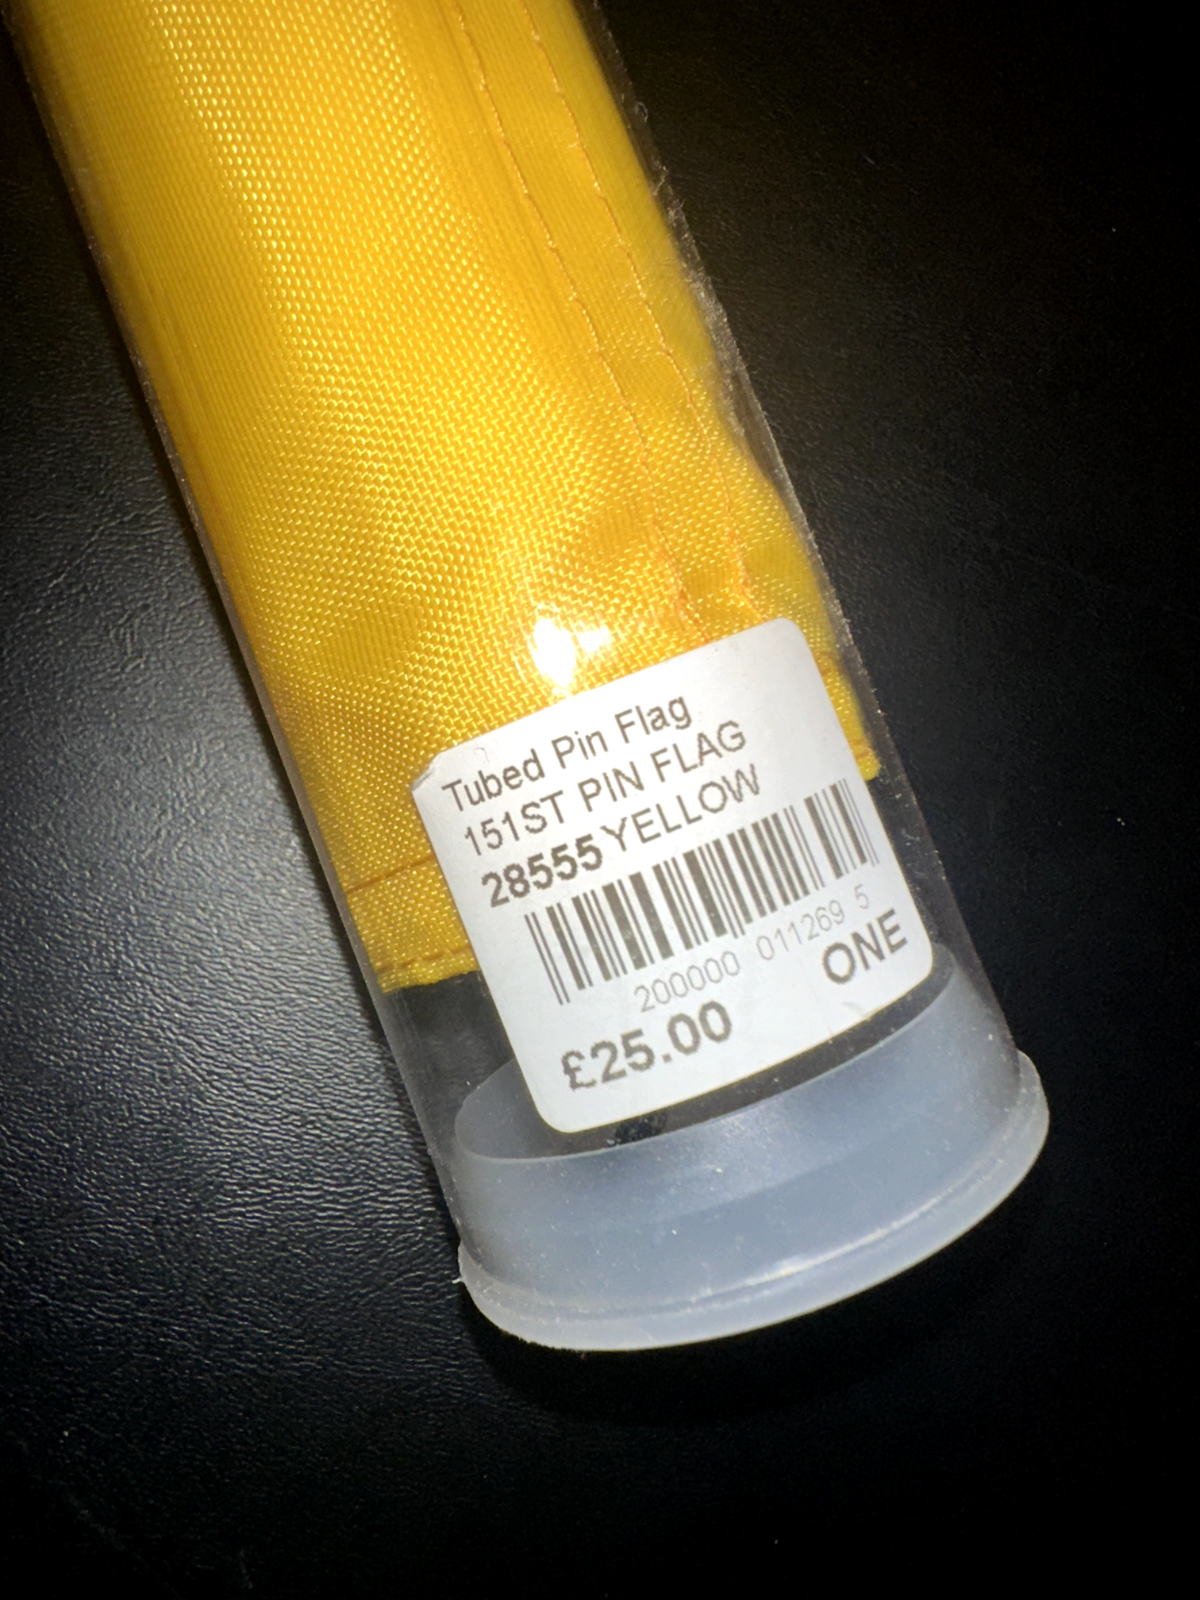 Tubed Pin Flag
151ST PIN FLAG
28555 YELLOW
200000 011269 5
ONE
£25.00